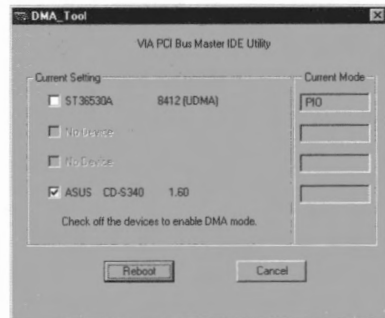 DMA_Tool
VIA PCI Bus Master IDE Utility
Current Setting
Current Mode
ST36530A 8412 (UDMA)
PIO
No Device
No Device
ASUS CD-S340 1.60
Check off the devices to enable DMA mode.
Reboot
Cancel